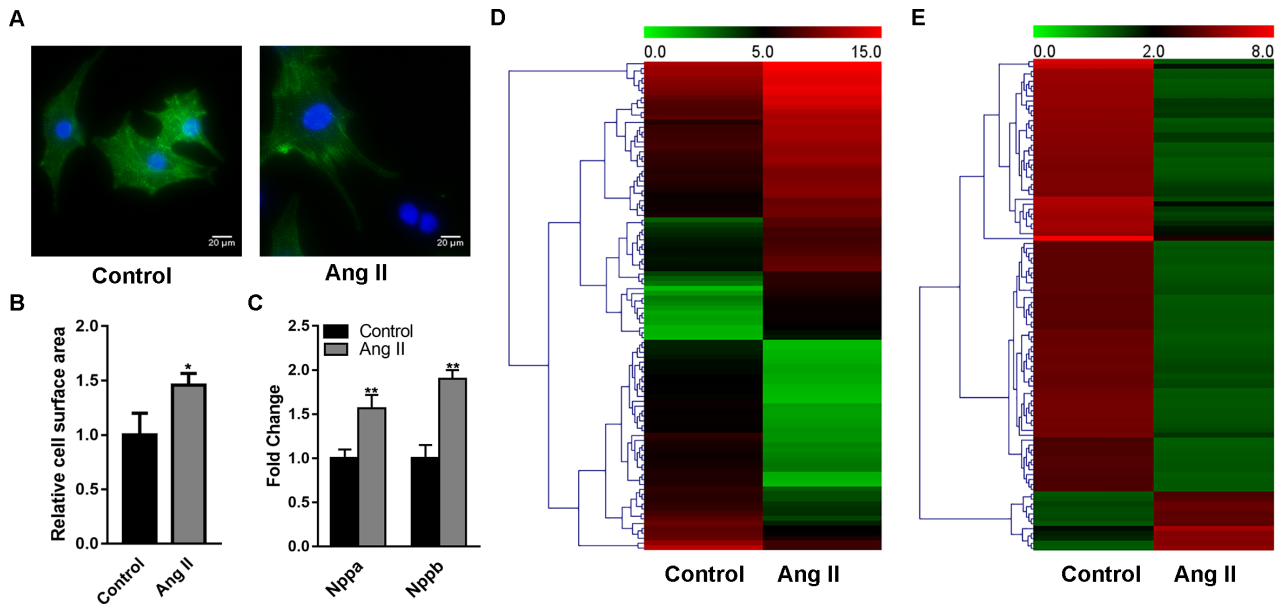 A
20 μm
20 μm
Control
Ang II
B
Relative cell surface area
2.0
1.5
1.0
0.5
0.0
*
Control
Ang II
C
Fold Change
2.5
2.0
1.5
1.0
0.5
0.0
Control
Ang II
**
**
Nppa
Nppb
D
0.0 5.0 15.0
Control Ang II
E
0.0 2.0 8.0
Control Ang II